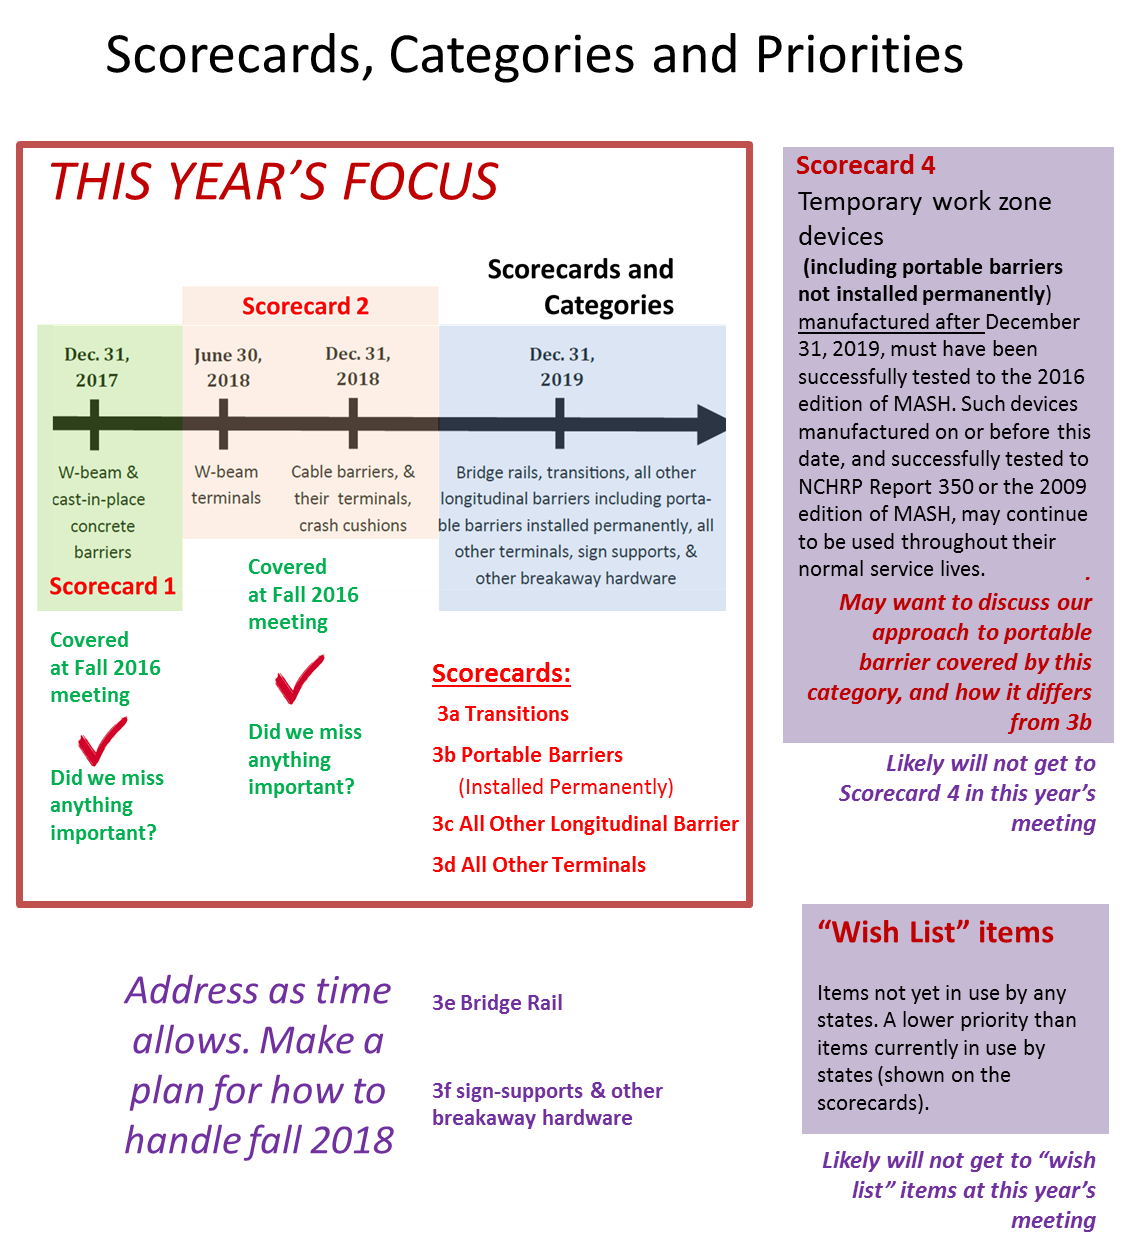 Scorecards, Categories and Priorities
THIS YEAR’S FOCUS
Scorecards and
Categories
Scorecard 2
Dec. 31,
2017
June 30,
2018
Dec. 31,
2018
Dec. 31,
2019
W-beam &
cast-in-place
concrete
barriers
W-beam
terminals
Cable barriers, &
their terminals,
crash cushions
Bridge rails, transitions, all other
longitudinal barriers including porta-
ble barriers installed permanently, all
other terminals, sign supports, &
other breakaway hardware
Scorecard 1
Covered
at Fall 2016
meeting
Did we miss
anything
important?
Covered
at Fall 2016
meeting
Did we miss
anything
important?
Scorecards:
3a Transitions
3b Portable Barriers
(Installed Permanently)
3c All Other Longitudinal Barrier
3d All Other Terminals
Address as time
allows. Make a
plan for how to
handle fall 2018
3e Bridge Rail
3f sign-supports & other
breakaway hardware
Scorecard 4
Temporary work zone
devices
(including portable barriers
not installed permanently)
manufactured after December
31, 2019, must have been
successfully tested to the 2016
edition of MASH. Such devices
manufactured on or before this
date, and successfully tested to
NCHRP Report 350 or the 2009
edition of MASH, may continue
to be used throughout their
normal service lives. .
May want to discuss our
approach to portable
barrier covered by this
category, and how it differs
from 3b
Likely will not get to
Scorecard 4 in this year’s
meeting
“Wish List” items
Items not yet in use by any
states. A lower priority than
items currently in use by
states (shown on the
scorecards).
Likely will not get to “wish
list” items at this year’s
meeting